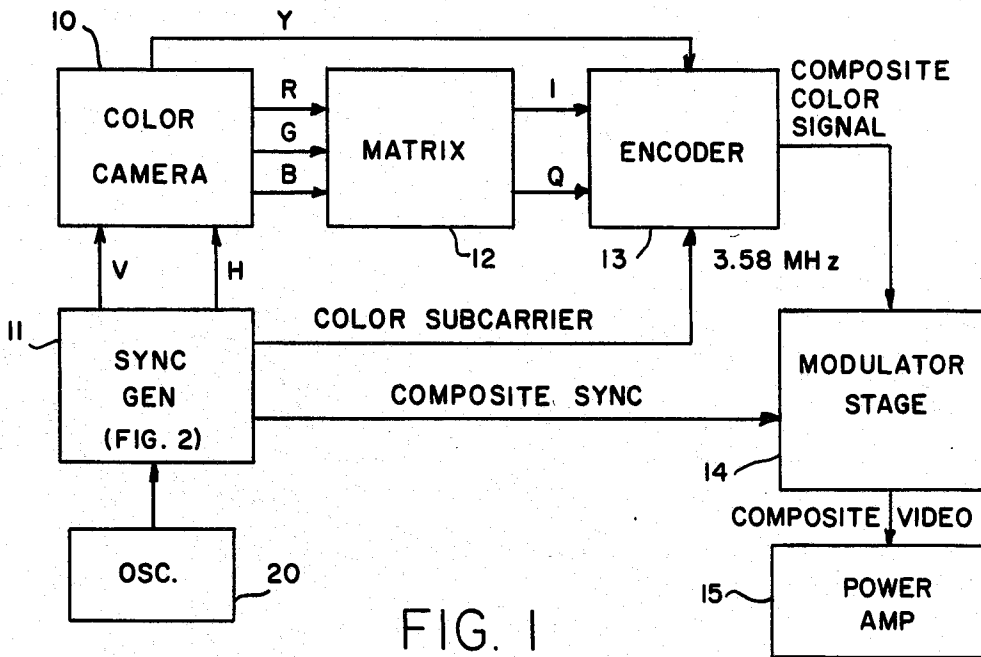 10
Y
COLOR
CAMERA
R
G
B
MATRIX
12
I
Q
ENCODER
13
COMPOSITE
COLOR
SIGNAL
3.58 MHz
V
H
11
SYNC
GEN
(FIG. 2)
COLOR SUBCARRIER
COMPOSITE SYNC
MODULATOR
STAGE
14
COMPOSITE VIDEO
OSC.
20
15
POWER
AMP
FIG. 1